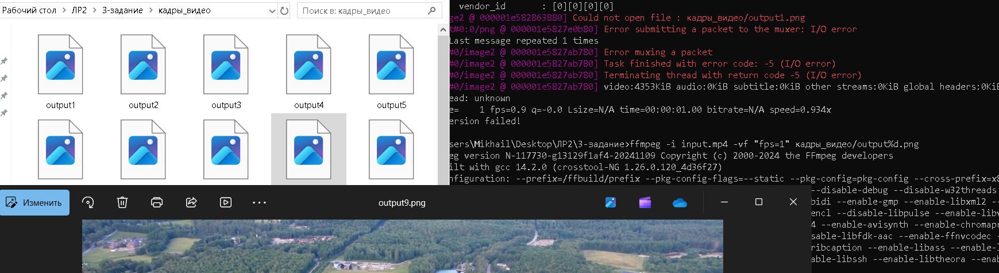 Рабочий стол > ЛР2 > 3-задание > кадры_видео
Поиск в: кадры_видео
output1
output2
output3
output4
output5
Изменить
output9.png
vendor_id : [0][0][0][0]
ge2 @ 000001e582863880] Could not open file : кадры_видео/output1.png
t#0:0/png @ 000001e5827e0b80] Error submitting a packet to the muxer: I/O error
Last message repeated 1 times
#0/image2 @ 000001e5827ab780] Error muxing a packet
#0/image2 @ 000001e5827ab780] Task finished with error code: -5 (I/O error)
#0/image2 @ 000001e5827ab780] Terminating thread with return code -5 (I/O error)
#0/image2 @ 000001e5827ab780] video:4353KiB audio:0KiB subtitle:0KiB other streams:0KiB global headers:0KiB
ead: unknown
e= 1 fps=0.9 q=-0.0 Lsize=N/A time=00:00:01.00 bitrate=N/A speed=0.934x
ersion failed!
sers\Mikhail\Desktop\ЛР2\3-задание>ffmpeg -i input.mp4 -vf "fps=1" кадры_видео/output%d.png
eg version N-117730-g13129f1af4-20241109 Copyright (c) 2000-2024 the FFmpeg developers
ilt with gcc 14.2.0 (crosstool-NG 1.26.0.120_4d36f27)
nfiguration: --prefix=/ffbuild/prefix --pkg-config-flags=--static --pkg-config=pkg-config --cross-prefix=x8
--disable-debug --disable-w32threads
bidi --enable-gmp --enable-libxml2 --
encl --disable-libpulse --enable-libv
4 --enable-avisynth --enable-chromapr
sable-libfdk-aac --enable-ffnvcodec -
ribcaption --enable-libass --enable-l
able-libssh --enable-libtheora --enab